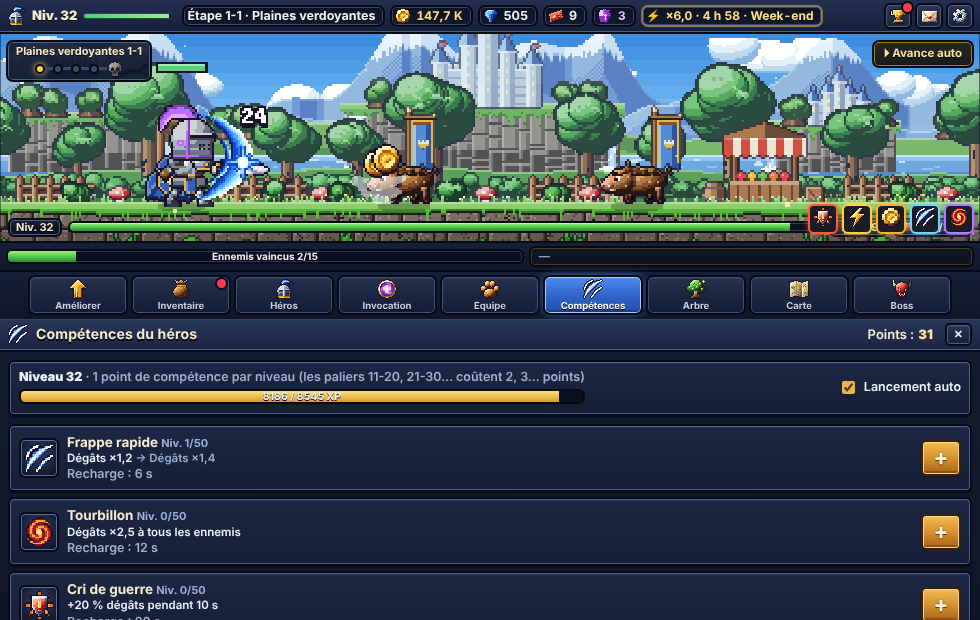 Niv. 32
Étape 1-1 · Plaines verdoyantes
147,7 K
505
9
3
×6,0 · 4 h 58 · Week-end
Plaines verdoyantes 1-1
Avance auto
24
Niv. 32
Ennemis vaincus 2/15
—
Améliorer
Inventaire
Héros
Invocation
Equipe
Compétences
Arbre
Carte
Boss
Compétences du héros
Points : 31
×
Niveau 32 · 1 point de compétence par niveau (les paliers 11-20, 21-30... coûtent 2, 3... points)
8186 / 8545 XP
Lancement auto
Frappe rapide Niv. 1/50
Dégâts ×1,2 → Dégâts ×1,4
Recharge : 6 s
+
Tourbillon Niv. 0/50
Dégâts ×2,5 à tous les ennemis
Recharge : 12 s
+
Cri de guerre Niv. 0/50
+20 % dégâts pendant 10 s
+